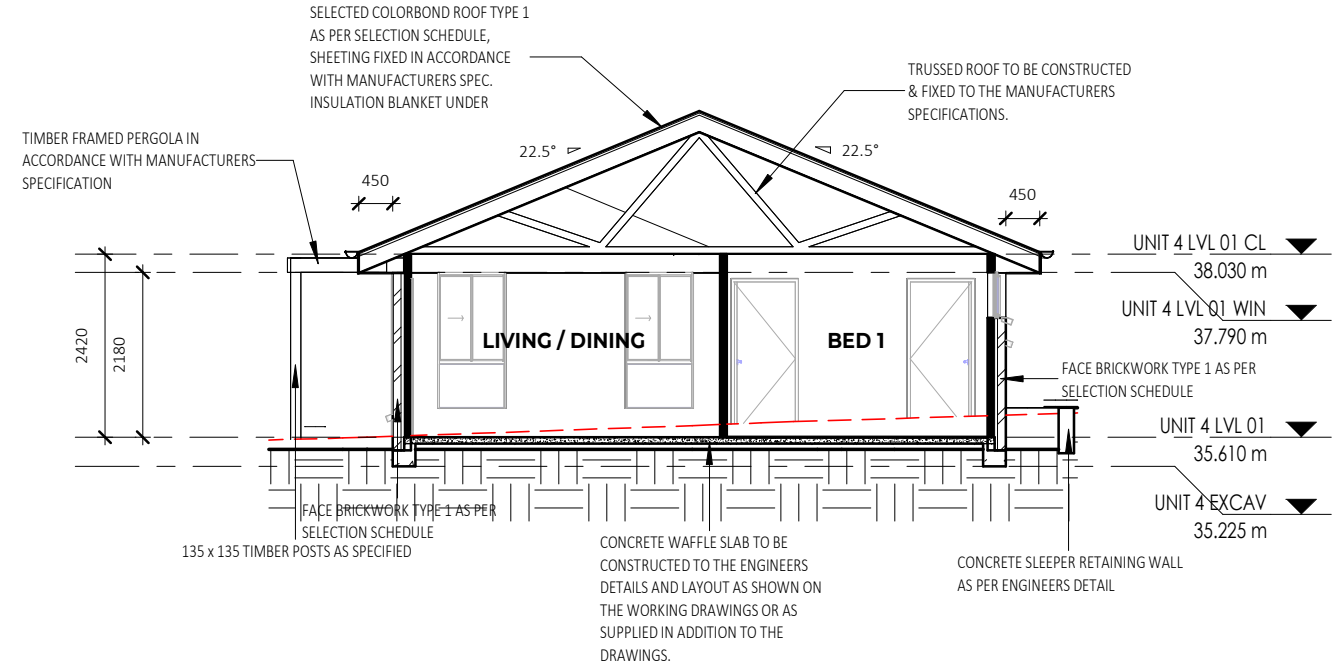 SELECTED COLORBOND ROOF TYPE 1
AS PER SELECTION SCHEDULE,
SHEETING FIXED IN ACCORDANCE
WITH MANUFACTURERS SPEC.
INSULATION BLANKET UNDER
TRUSSED ROOF TO BE CONSTRUCTED
& FIXED TO THE MANUFACTURERS
SPECIFICATIONS.
TIMBER FRAMED PERGOLA IN
ACCORDANCE WITH MANUFACTURERS
SPECIFICATION
22.5°
22.5°
450
450
UNIT 4 LVL 01 CL
38.030 m
UNIT 4 LVL 01 WIN
37.790 m
2420
2180
LIVING / DINING
BED 1
FACE BRICKWORK TYPE 1 AS PER
SELECTION SCHEDULE
UNIT 4 LVL 01
35.610 m
UNIT 4 EXCAV
35.225 m
FACE BRICKWORK TYPE 1 AS PER
SELECTION SCHEDULE
135 x 135 TIMBER POSTS AS SPECIFIED
CONCRETE WAFFLE SLAB TO BE
CONSTRUCTED TO THE ENGINEERS
DETAILS AND LAYOUT AS SHOWN ON
THE WORKING DRAWINGS OR AS
SUPPLIED IN ADDITION TO THE
DRAWINGS.
CONCRETE SLEEPER RETAINING WALL
AS PER ENGINEERS DETAIL